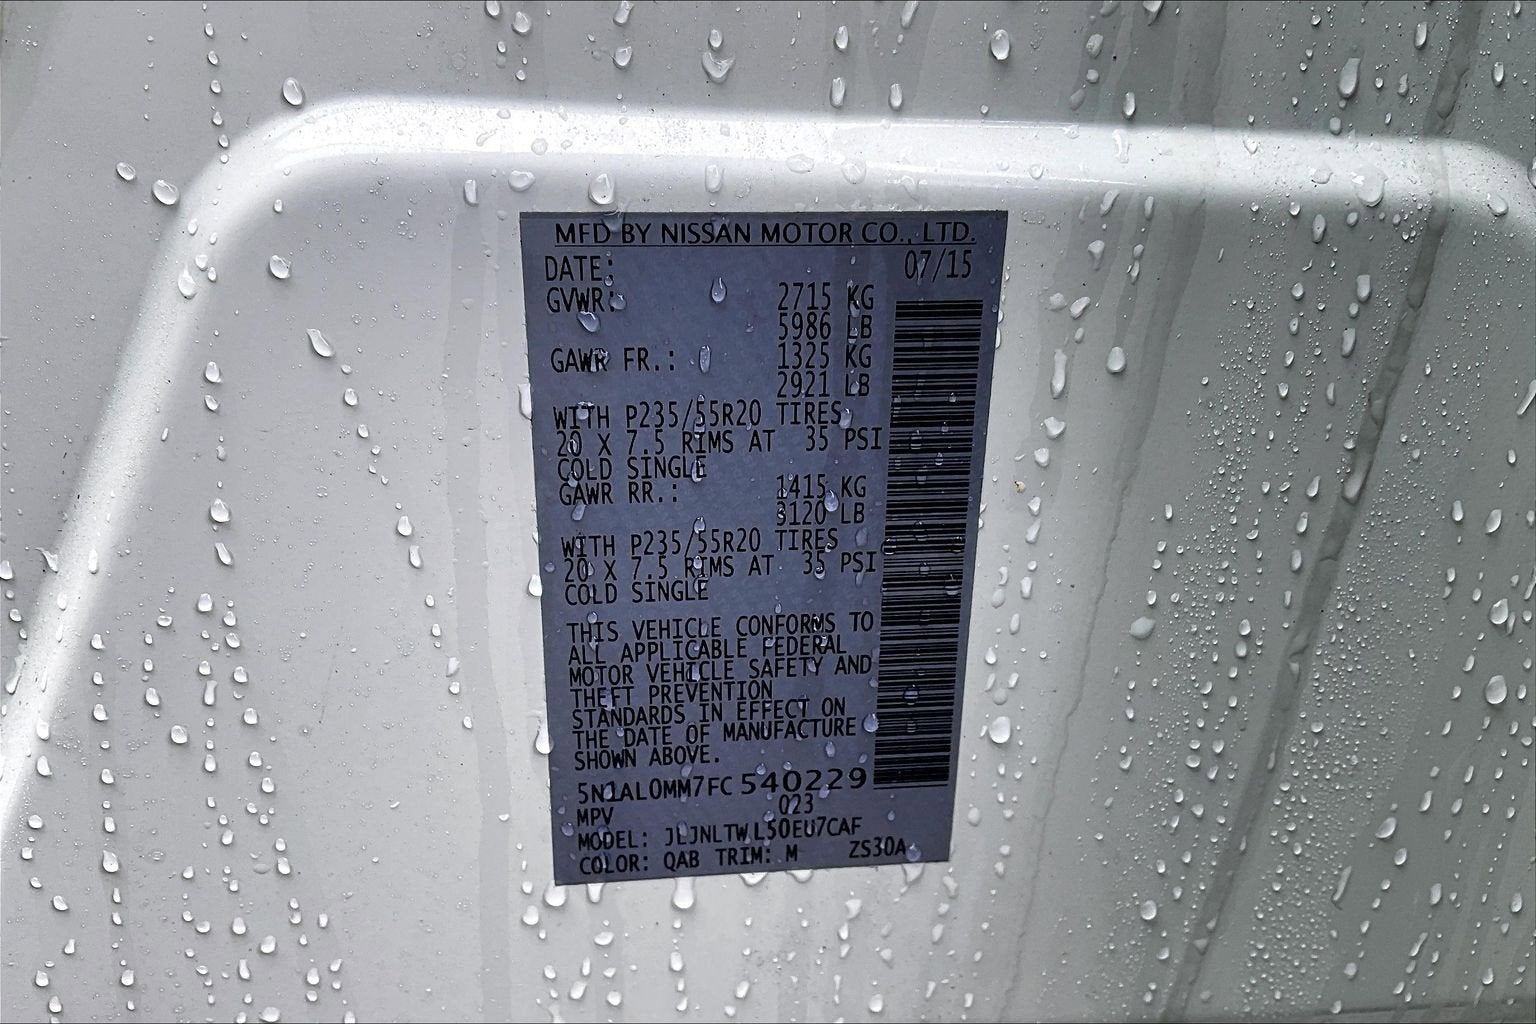 MFD BY NISSAN MOTOR CO., LTD.
DATE: 07/15
GVWR: 2715 KG
5986 LB
GAWR FR.: 1325 KG
2921 LB
WITH P235/55R20 TIRES
20 X 7.5 RIMS AT 35 PSI
COLD SINGLE
GAWR RR.: 1415 KG
3120 LB
WITH P235/55R20 TIRES
20 X 7.5 RIMS AT 35 PSI
COLD SINGLE
THIS VEHICLE CONFORMS TO
ALL APPLICABLE FEDERAL
MOTOR VEHICLE SAFETY AND
THEFT PREVENTION
STANDARDS IN EFFECT ON
THE DATE OF MANUFACTURE
SHOWN ABOVE.
5N1AL0MM7FC 540229
MPV 023
MODEL: JLJNLTWL50EU7CAF
COLOR: QAB TRIM: M ZS30A